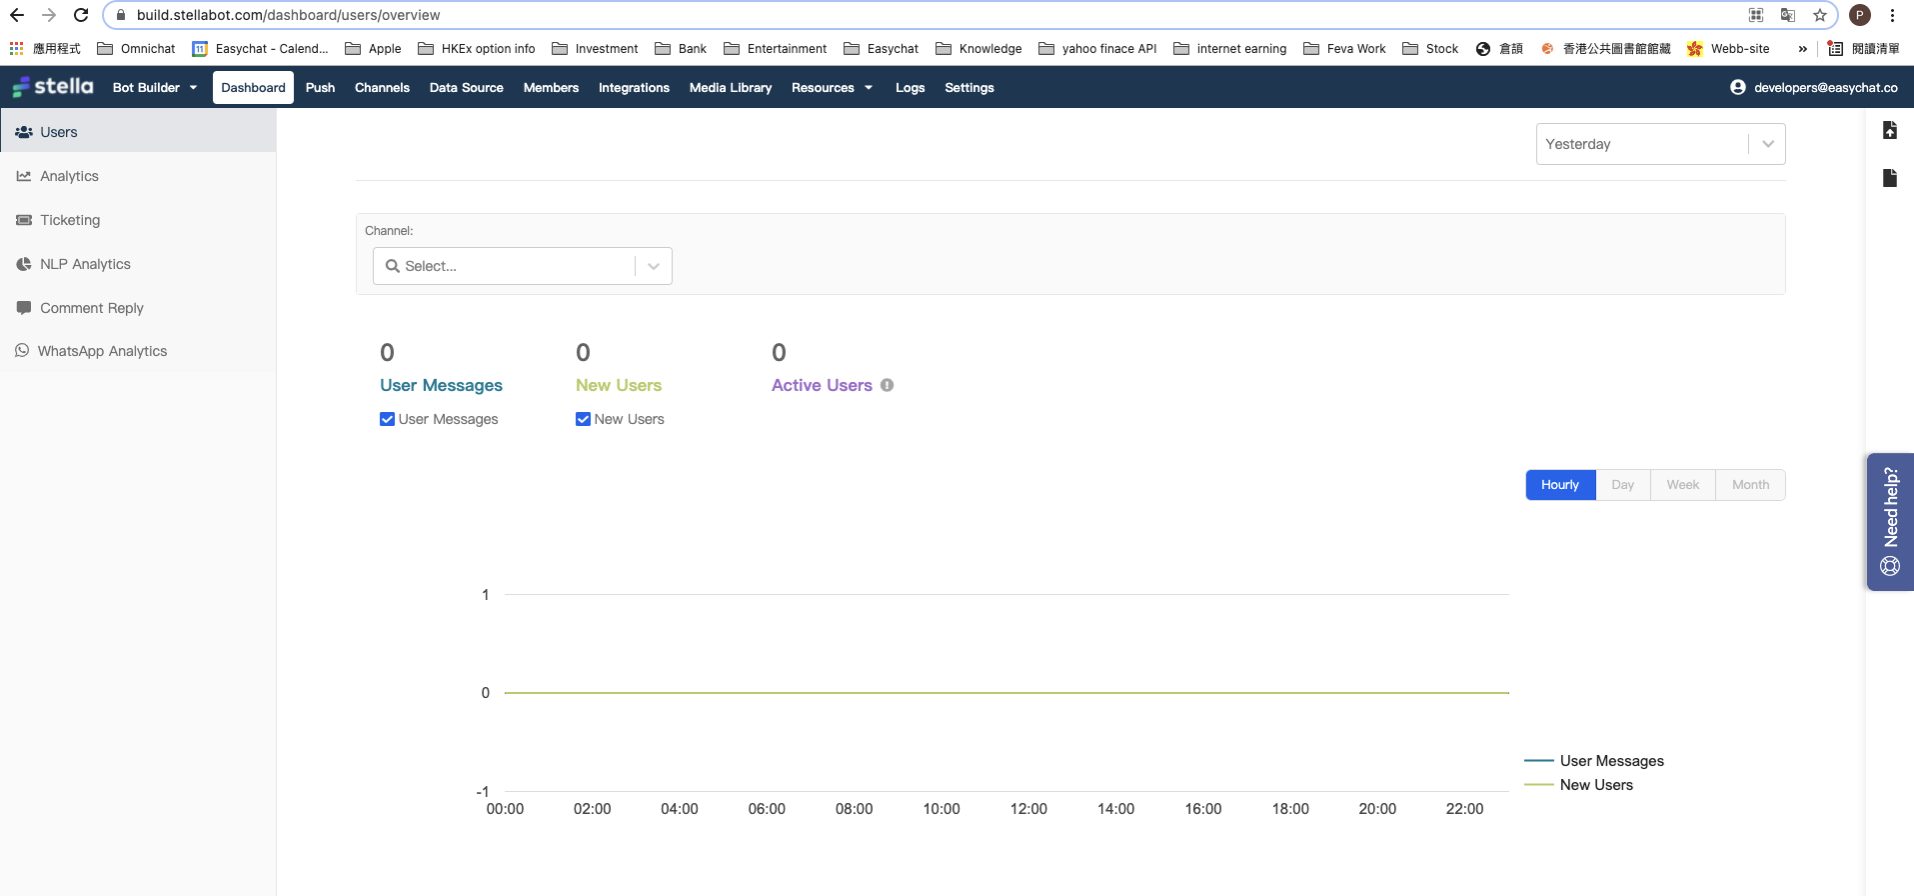 build.stellabot.com/dashboard/users/overview
P
應用程式 Omnichat 11 Easychat - Calend... Apple HKEx option info Investment Bank Entertainment Easychat Knowledge yahoo finace API internet earning Feva Work Stock 倉頡 香港公共圖書館館藏 Webb-site » 閱讀清單
stella Bot Builder Dashboard Push Channels Data Source Members Integrations Media Library Resources Logs Settings developers@easychat.co
Users
Analytics
Ticketing
NLP Analytics
Comment Reply
WhatsApp Analytics
Yesterday
Channel:
Select...
0 0 0
User Messages New Users Active Users
User Messages New Users
Hourly Day Week Month
Need help?
1
0
-1
00:00 02:00 04:00 06:00 08:00 10:00 12:00 14:00 16:00 18:00 20:00 22:00
User Messages
New Users